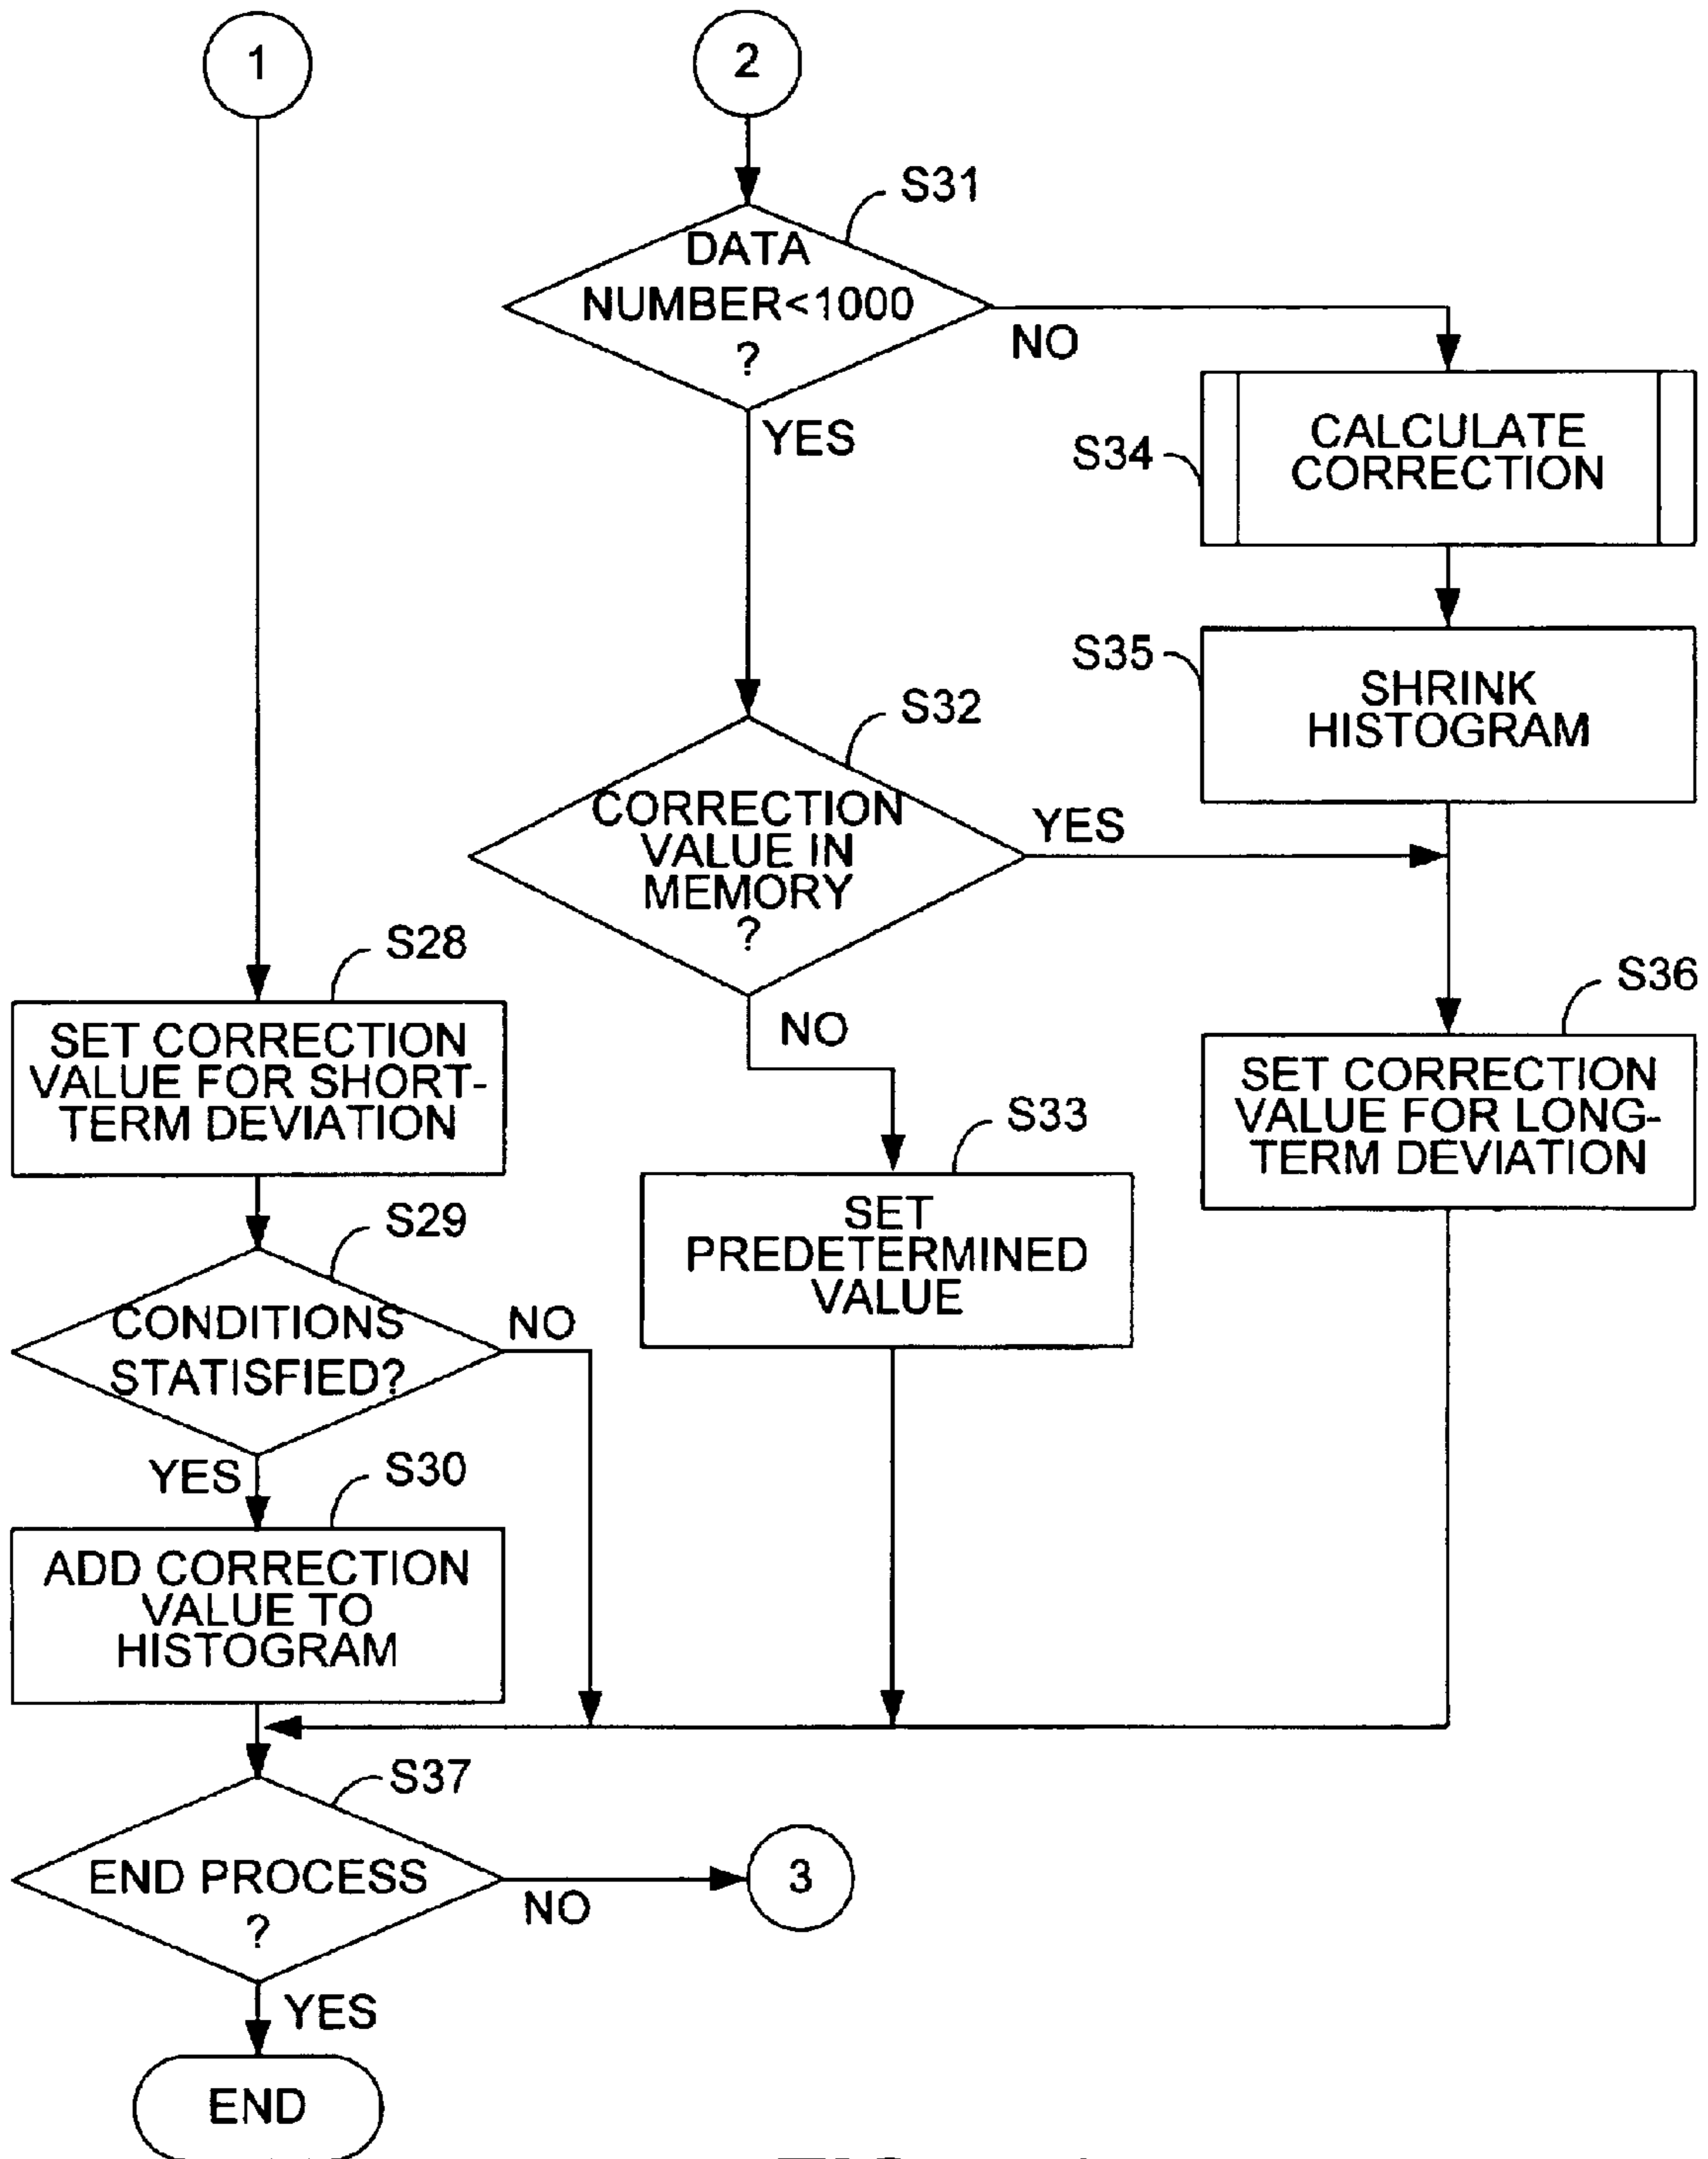 1
2
S31
DATA
NUMBER<1000
?
NO
YES
S34
CALCULATE
CORRECTION
S35
SHRINK
HISTOGRAM
S32
CORRECTION
VALUE IN
MEMORY
?
YES
NO
S28
SET CORRECTION
VALUE FOR SHORT-
TERM DEVIATION
S36
SET CORRECTION
VALUE FOR LONG-
TERM DEVIATION
S33
SET
PREDETERMINED
VALUE
S29
CONDITIONS
STATISFIED?
NO
YES
S30
ADD CORRECTION
VALUE TO
HISTOGRAM
S37
END PROCESS
?
NO
3
YES
END